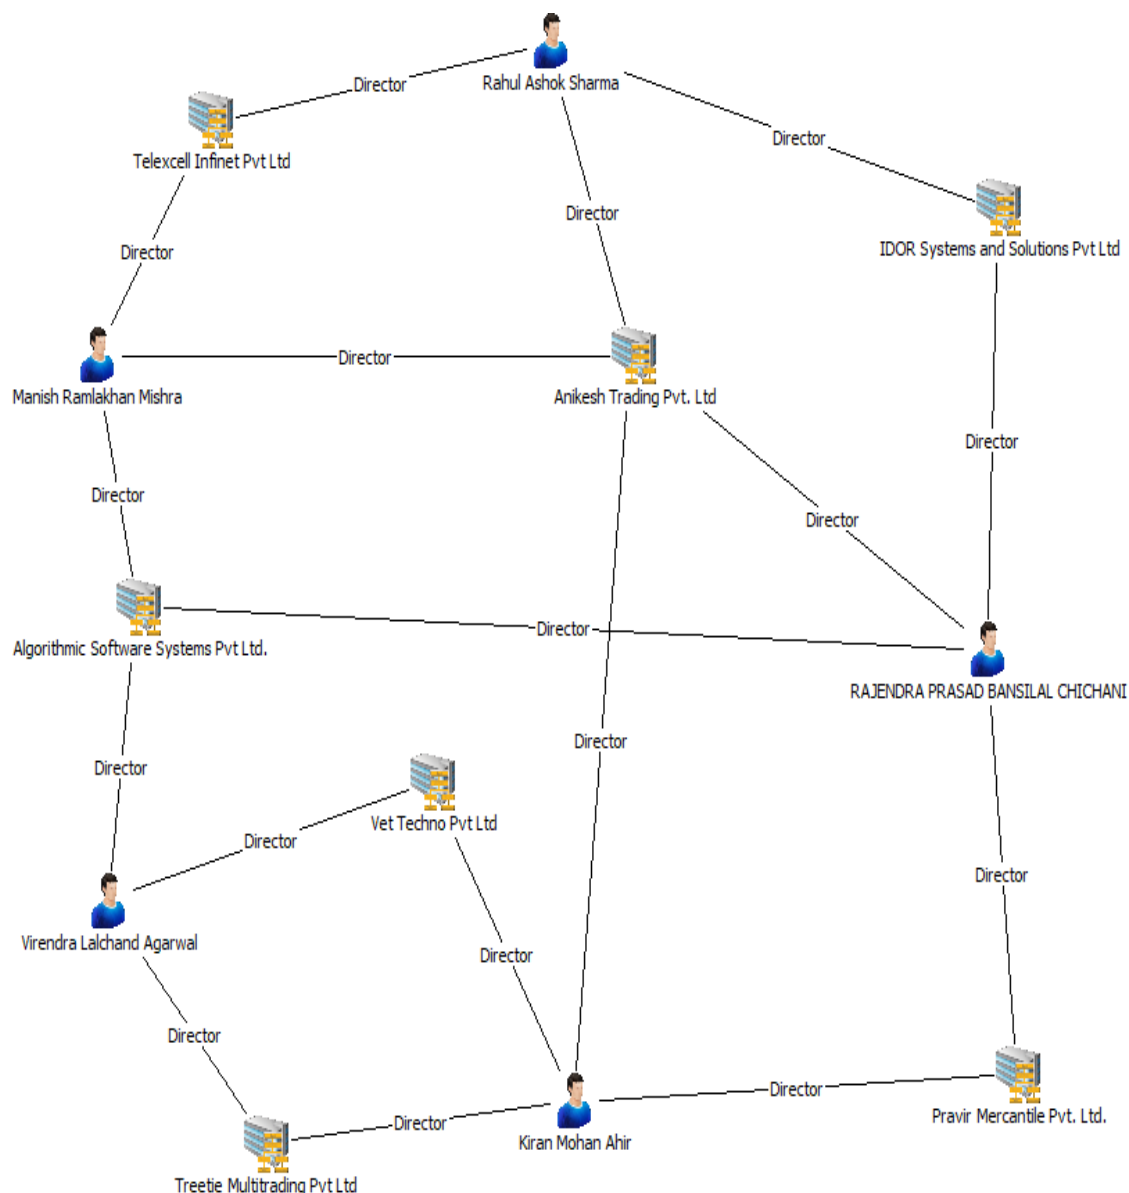 Rahul Ashok Sharma
Director
Telexcell Infinet Pvt Ltd
Director
Director
IDOR Systems and Solutions Pvt Ltd
Director
Director
Manish Ramlakhan Mishra
Anikesh Trading Pvt. Ltd
Director
Director
Director
Algorithmic Software Systems Pvt Ltd.
Director
RAJENDRA PRASAD BANSILAL CHICHANI
Director
Director
Vet Techno Pvt Ltd
Director
Director
Virendra Lalchand Agarwal
Director
Director
Director
Director
Kiran Mohan Ahir
Pravir Mercantile Pvt. Ltd.
Treetie Multitrading Pvt Ltd